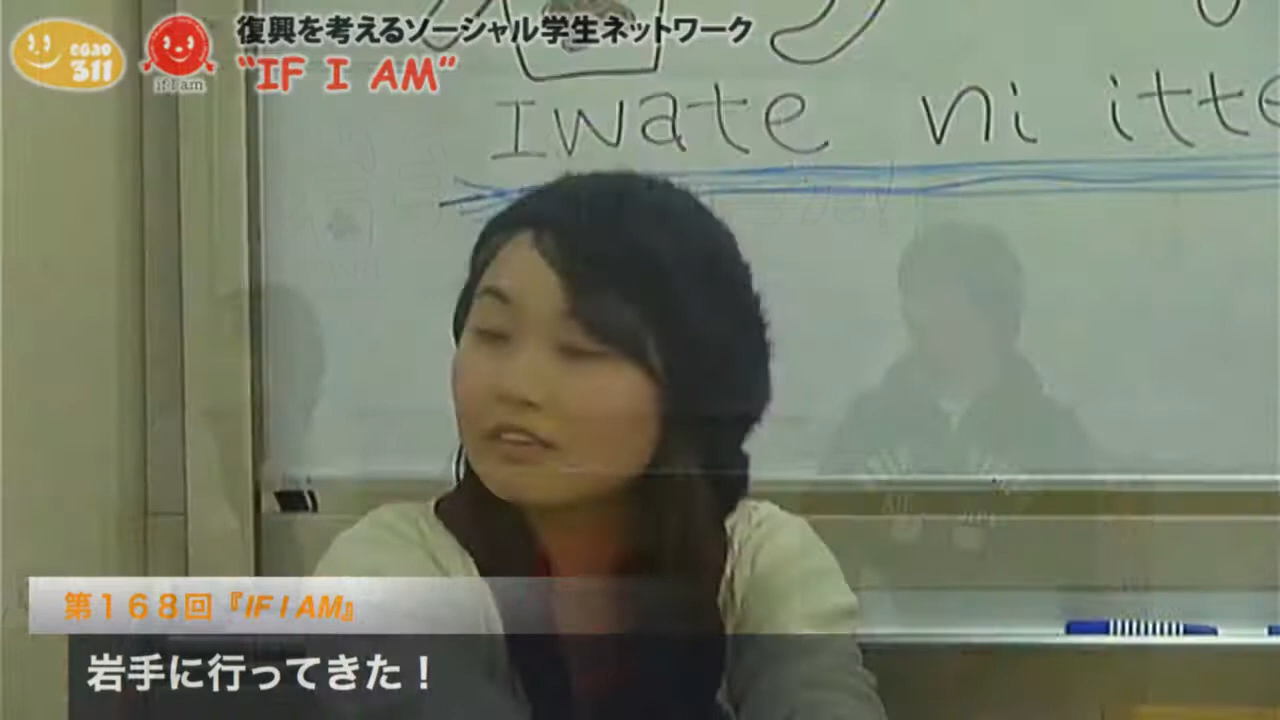 egao
311
if I am
復興を考えるソーシャル学生ネットワーク
“IF I AM”
Iwate ni itte
第168回『IF I AM』
岩手に行ってきた!